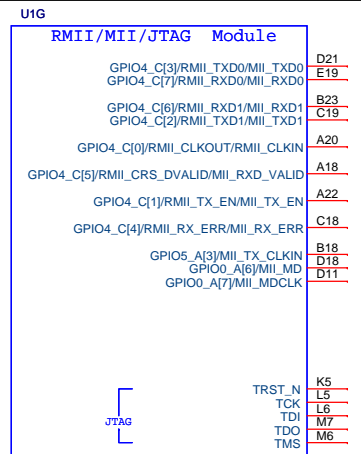 U1G
RMII/MII/JTAG Module
GPIO4_C[3]/RMII_TXD0/MII_TXD0 D21
GPIO4_C[7]/RMII_RXD0/MII_RXD0 E19
GPIO4_C[6]/RMII_RXD1/MII_RXD1 B23
GPIO4_C[2]/RMII_TXD1/MII_TXD1 C19
GPIO4_C[0]/RMII_CLKOUT/RMII_CLKIN A20
GPIO4_C[5]/RMII_CRS_DVALID/MII_RXD_VALID A18
GPIO4_C[1]/RMII_TX_EN/MII_TX_EN A22
GPIO4_C[4]/RMII_RX_ERR/MII_RX_ERR C18
GPIO5_A[3]/MII_TX_CLKIN B18
GPIO0_A[6]/MII_MD D18
GPIO0_A[7]/MII_MDCLK D11
TRST_N K5
TCK L5
TDI L6
JTAG
TDO M7
TMS M6